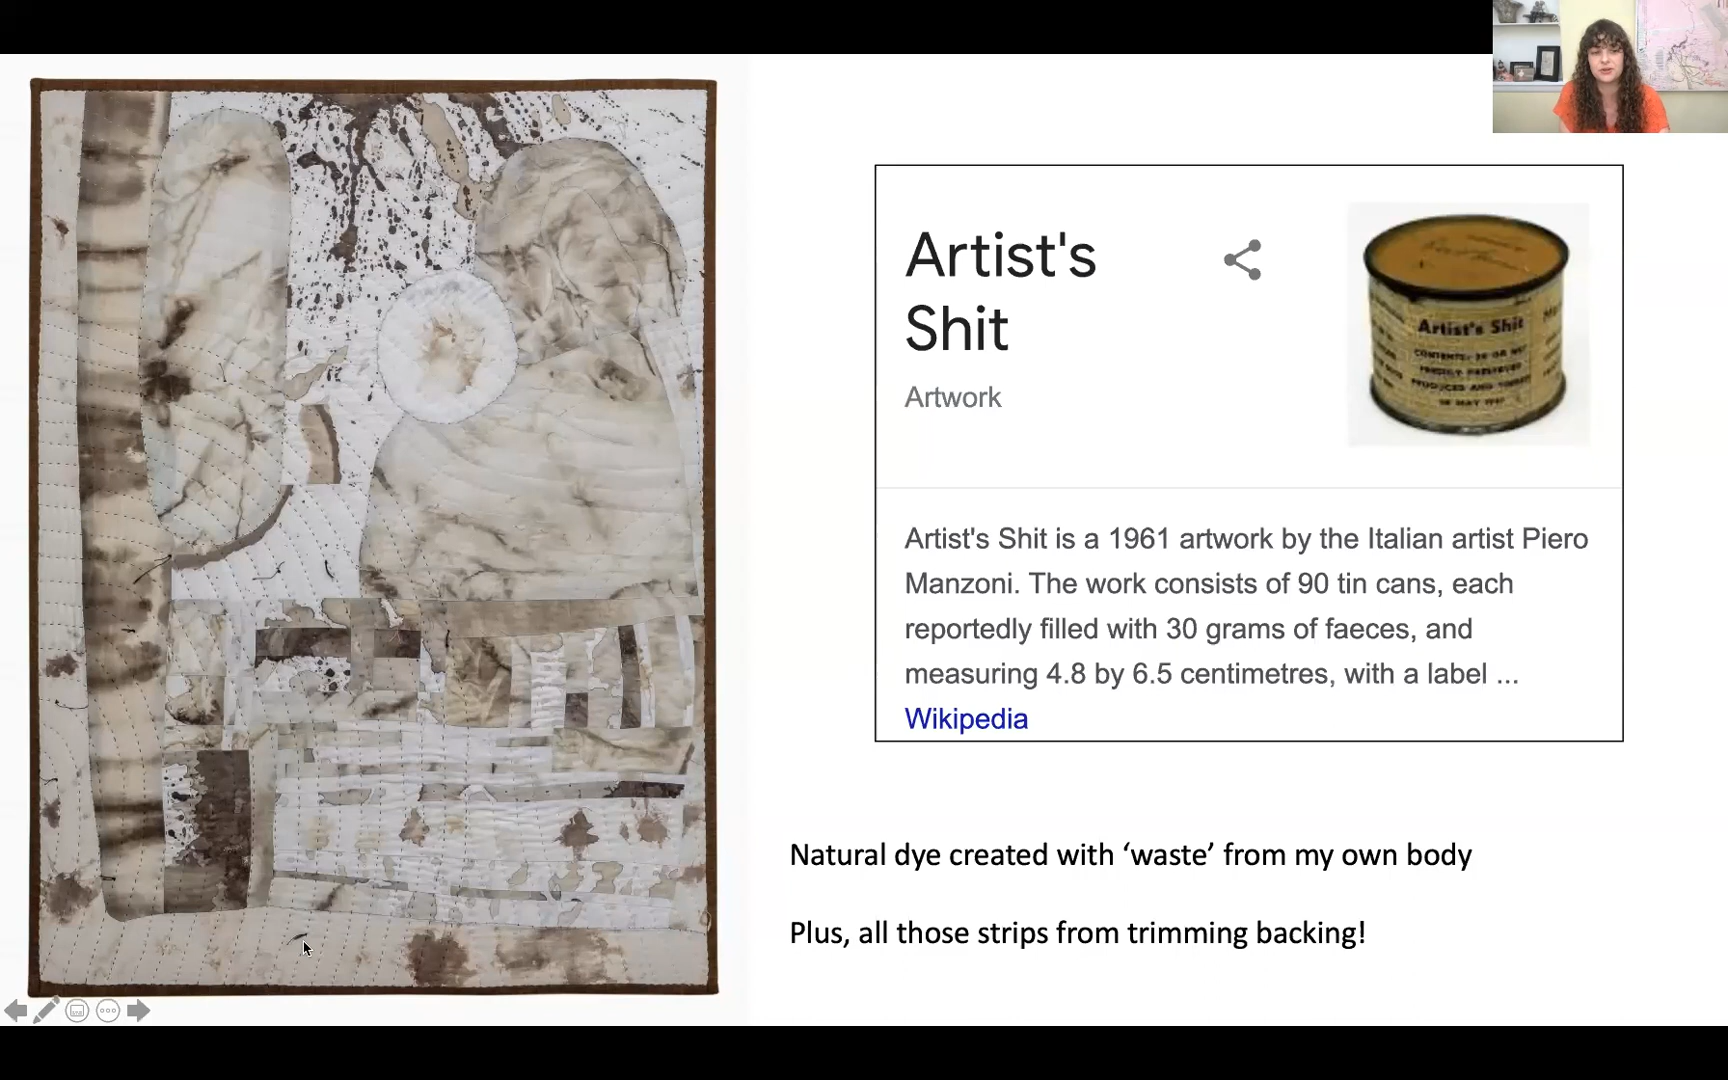 Artist's
Shit
Artwork
Artist's Shit
Artist's Shit is a 1961 artwork by the Italian artist Piero
Manzoni. The work consists of 90 tin cans, each
reportedly filled with 30 grams of faeces, and
measuring 4.8 by 6.5 centimetres, with a label ...
Wikipedia
Natural dye created with ‘waste’ from my own body
Plus, all those strips from trimming backing!